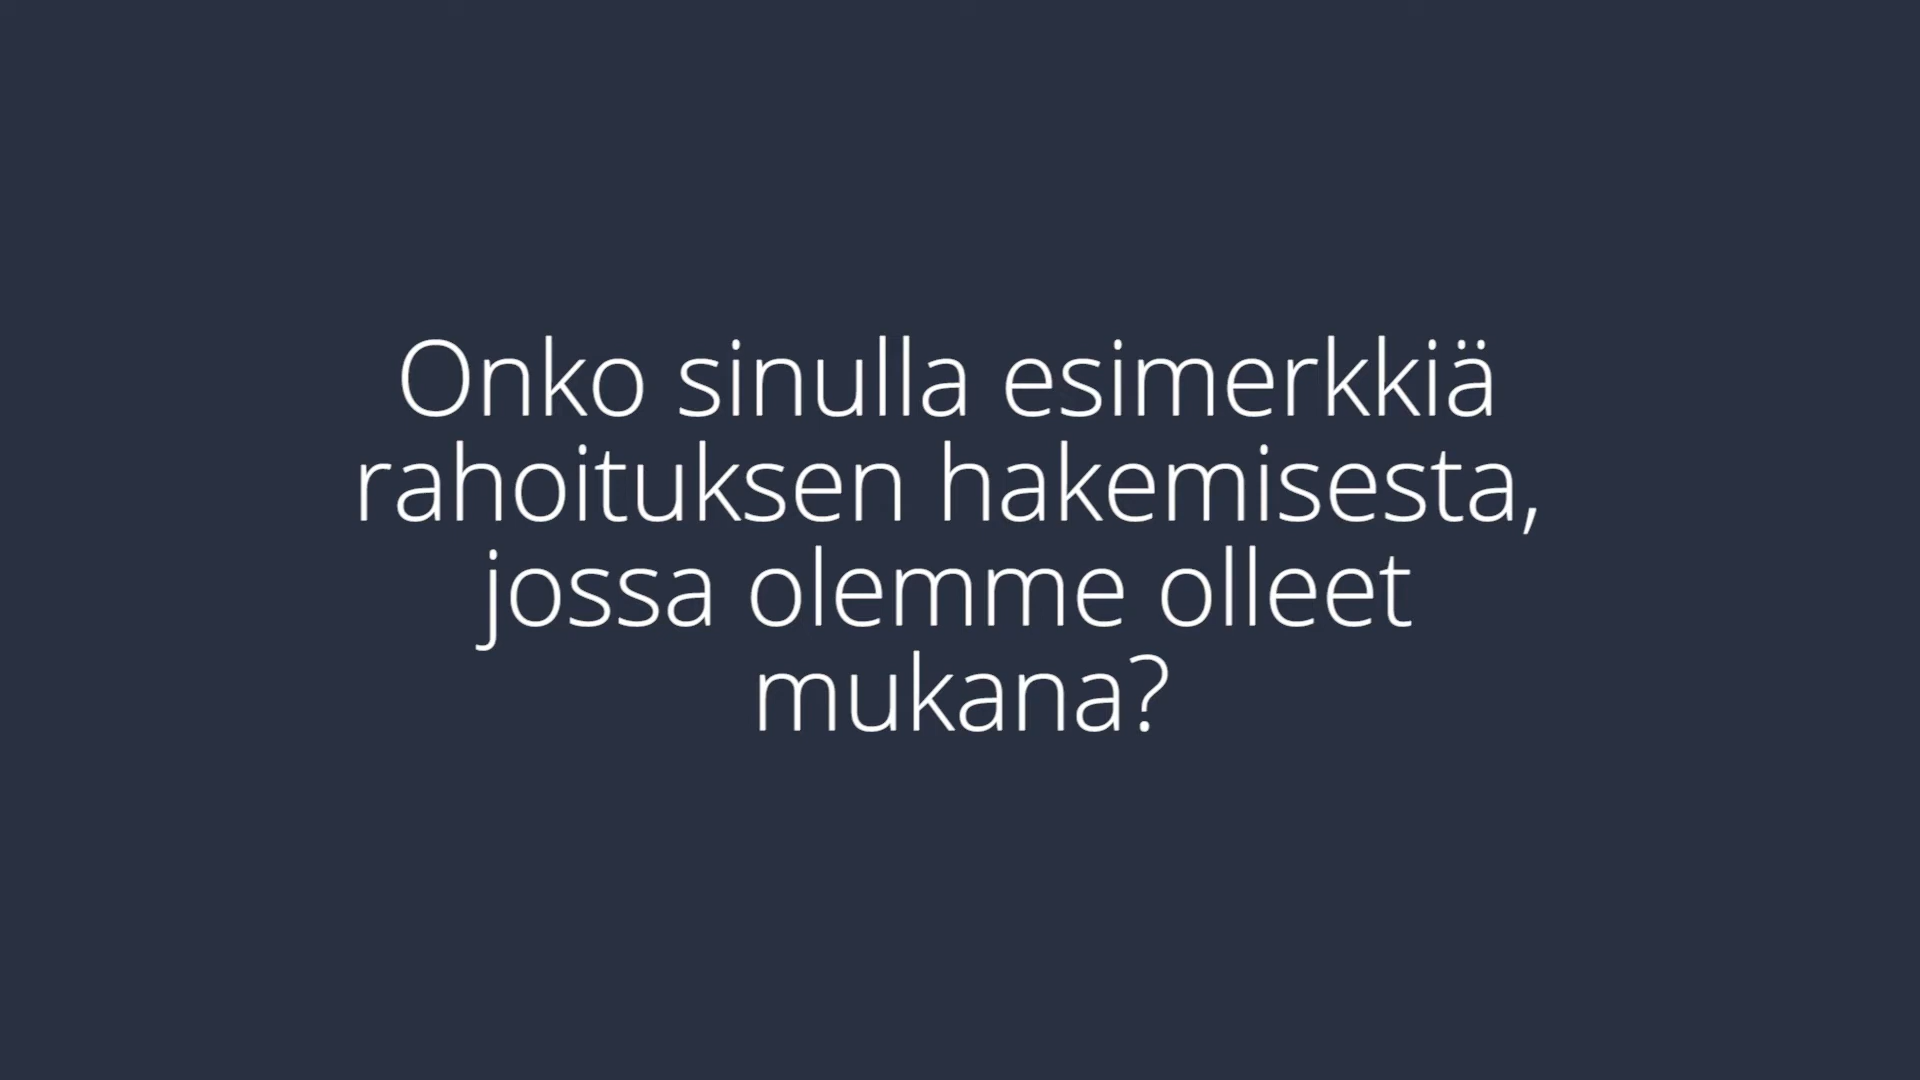 Onko sinulla esimerkkiä
rahoituksen hakemisesta,
jossa olemme olleet
mukana?